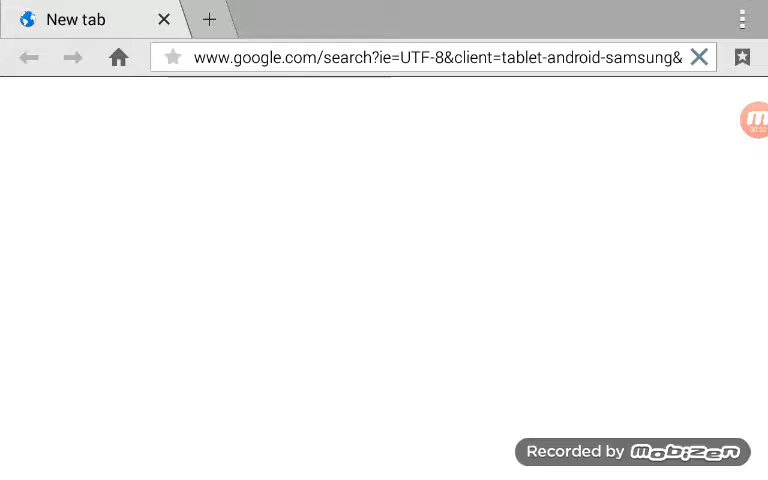 New tab
www.google.com/search?ie=UTF-8&client=tablet-android-samsung&
Recorded by mobizen